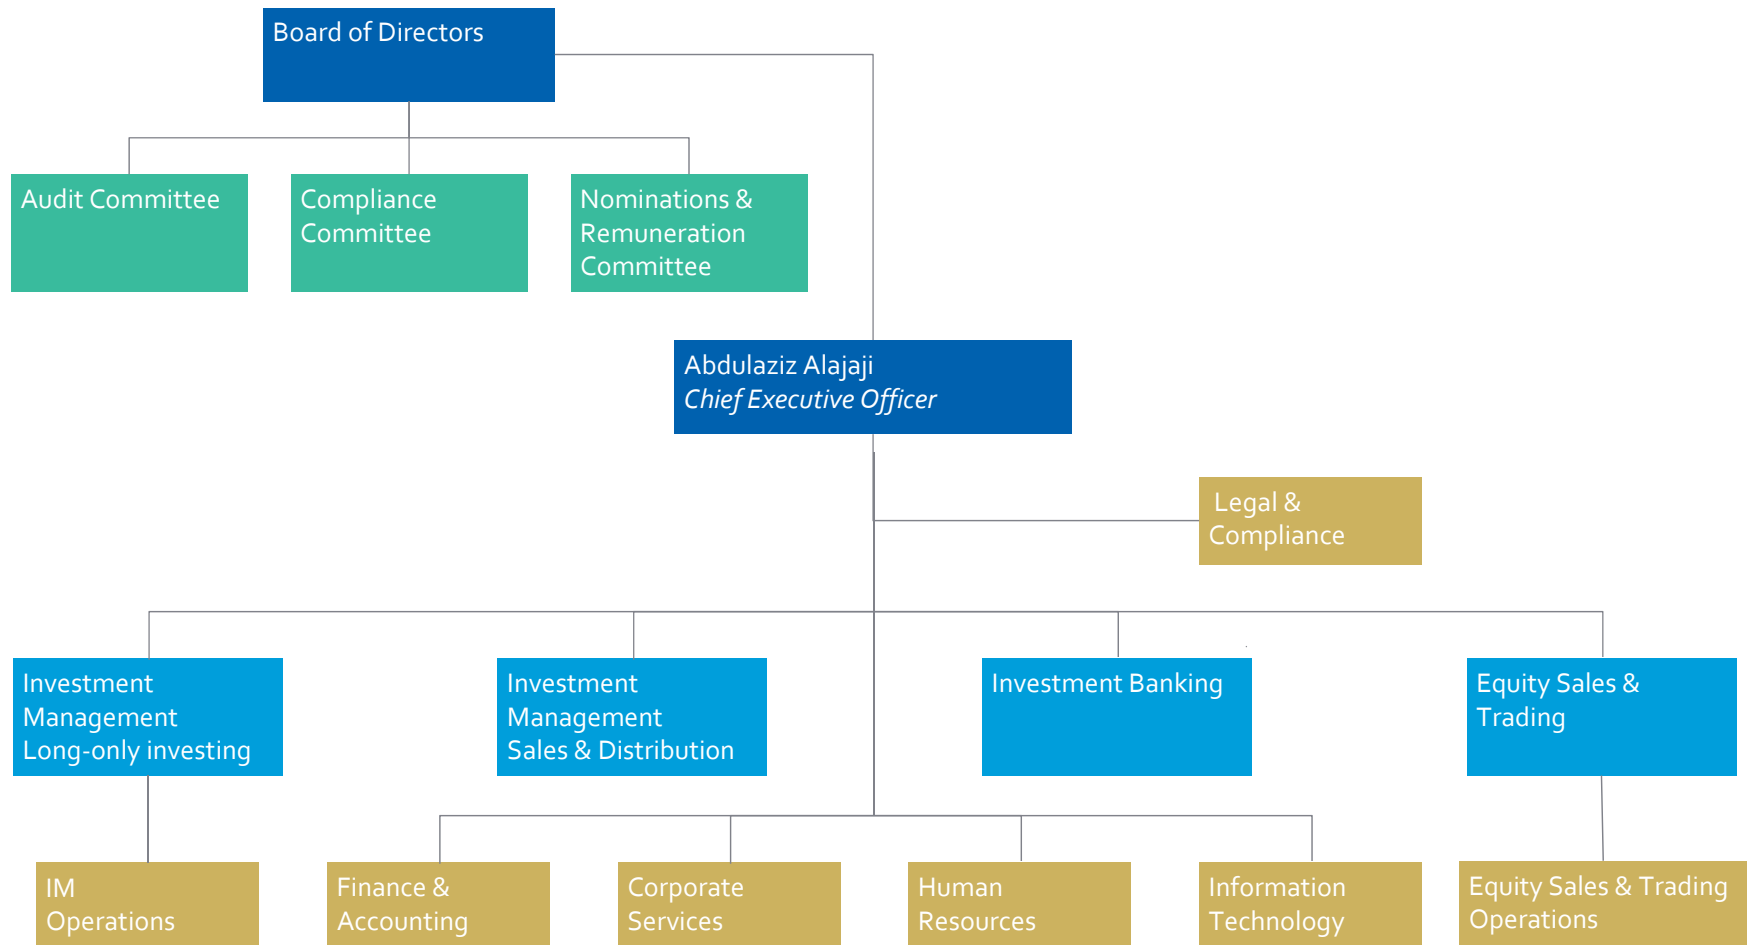 Board of Directors
Audit Committee
Compliance
Committee
Nominations &
Remuneration
Committee
Abdulaziz Alajaji
Chief Executive Officer
Legal &
Compliance
Investment
Management
Long-only investing
Investment
Management
Sales & Distribution
Investment Banking
Equity Sales &
Trading
IM
Operations
Finance &
Accounting
Corporate
Services
Human
Resources
Information
Technology
Equity Sales & Trading
Operations